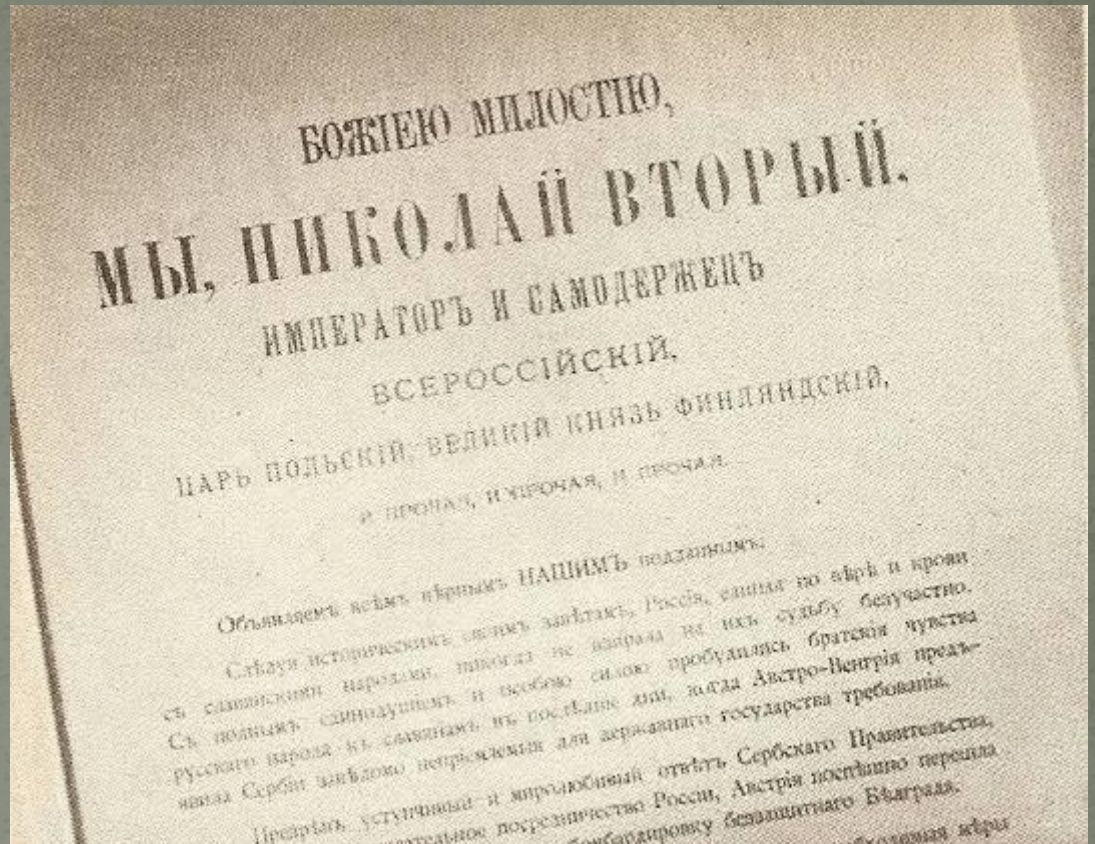 БОЖІЕЮ МИЛОСТІЮ,
МЫ, НИКОЛАЙ ВТОРЫЙ,
ИМПЕРАТОРЪ И САМОДЕРЖЕЦЪ
ВСЕРОССІЙСКІЙ,
ЦАРЬ ПОЛЬСКІЙ, ВЕЛИКІЙ КНЯЗЬ ФИНЛЯНДСКІЙ,
И ПРОЧАЯ, И ПРОЧАЯ, И ПРОЧАЯ.
Объявляемъ всѣмъ вѣрнымъ НАШИМЪ подданнымъ:
Слѣдуя историческимъ своимъ завѣтамъ, Россія, единая по вѣрѣ и крови
съ славянскими народами, никогда не взирала на ихъ судьбу безучастно.
Съ полнымъ единодушіемъ и особою силою пробудились братскія чувства
русскаго народа къ славянамъ въ послѣдніе дни, когда Австро-Венгрія предъ-
явила Сербіи завѣдомо непріемлемыя для державнаго государства требованія.
Презрѣвъ уступчивый и миролюбивый отвѣтъ Сербскаго Правительства,
посредничество Россіи, Австрія поспѣшно перешла
бомбардировку беззащитнаго Бѣлграда.
мѣры